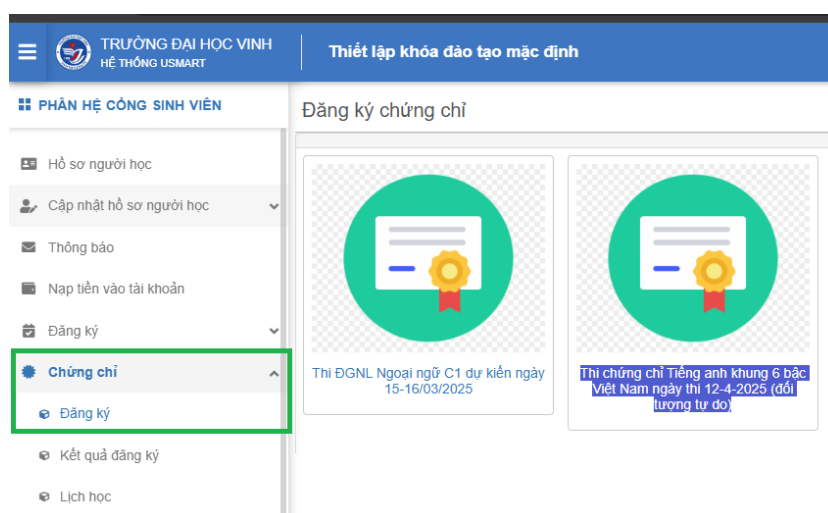 TRƯỜNG ĐẠI HỌC VINH
HỆ THỐNG USMART
Thiết lập khóa đào tạo mặc định
PHÂN HỆ CỔNG SINH VIÊN
Đăng ký chứng chỉ
Hồ sơ người học
Cập nhật hồ sơ người học
Thông báo
Nạp tiền vào tài khoản
Đăng ký
Chứng chỉ
Đăng ký
Kết quả đăng ký
Lịch học
Thi ĐGNL Ngoại ngữ C1 dự kiến ngày
15-16/03/2025
Thi chứng chỉ Tiếng anh khung 6 bậc
Việt Nam ngày thi 12-4-2025 (đối
tượng tự do)